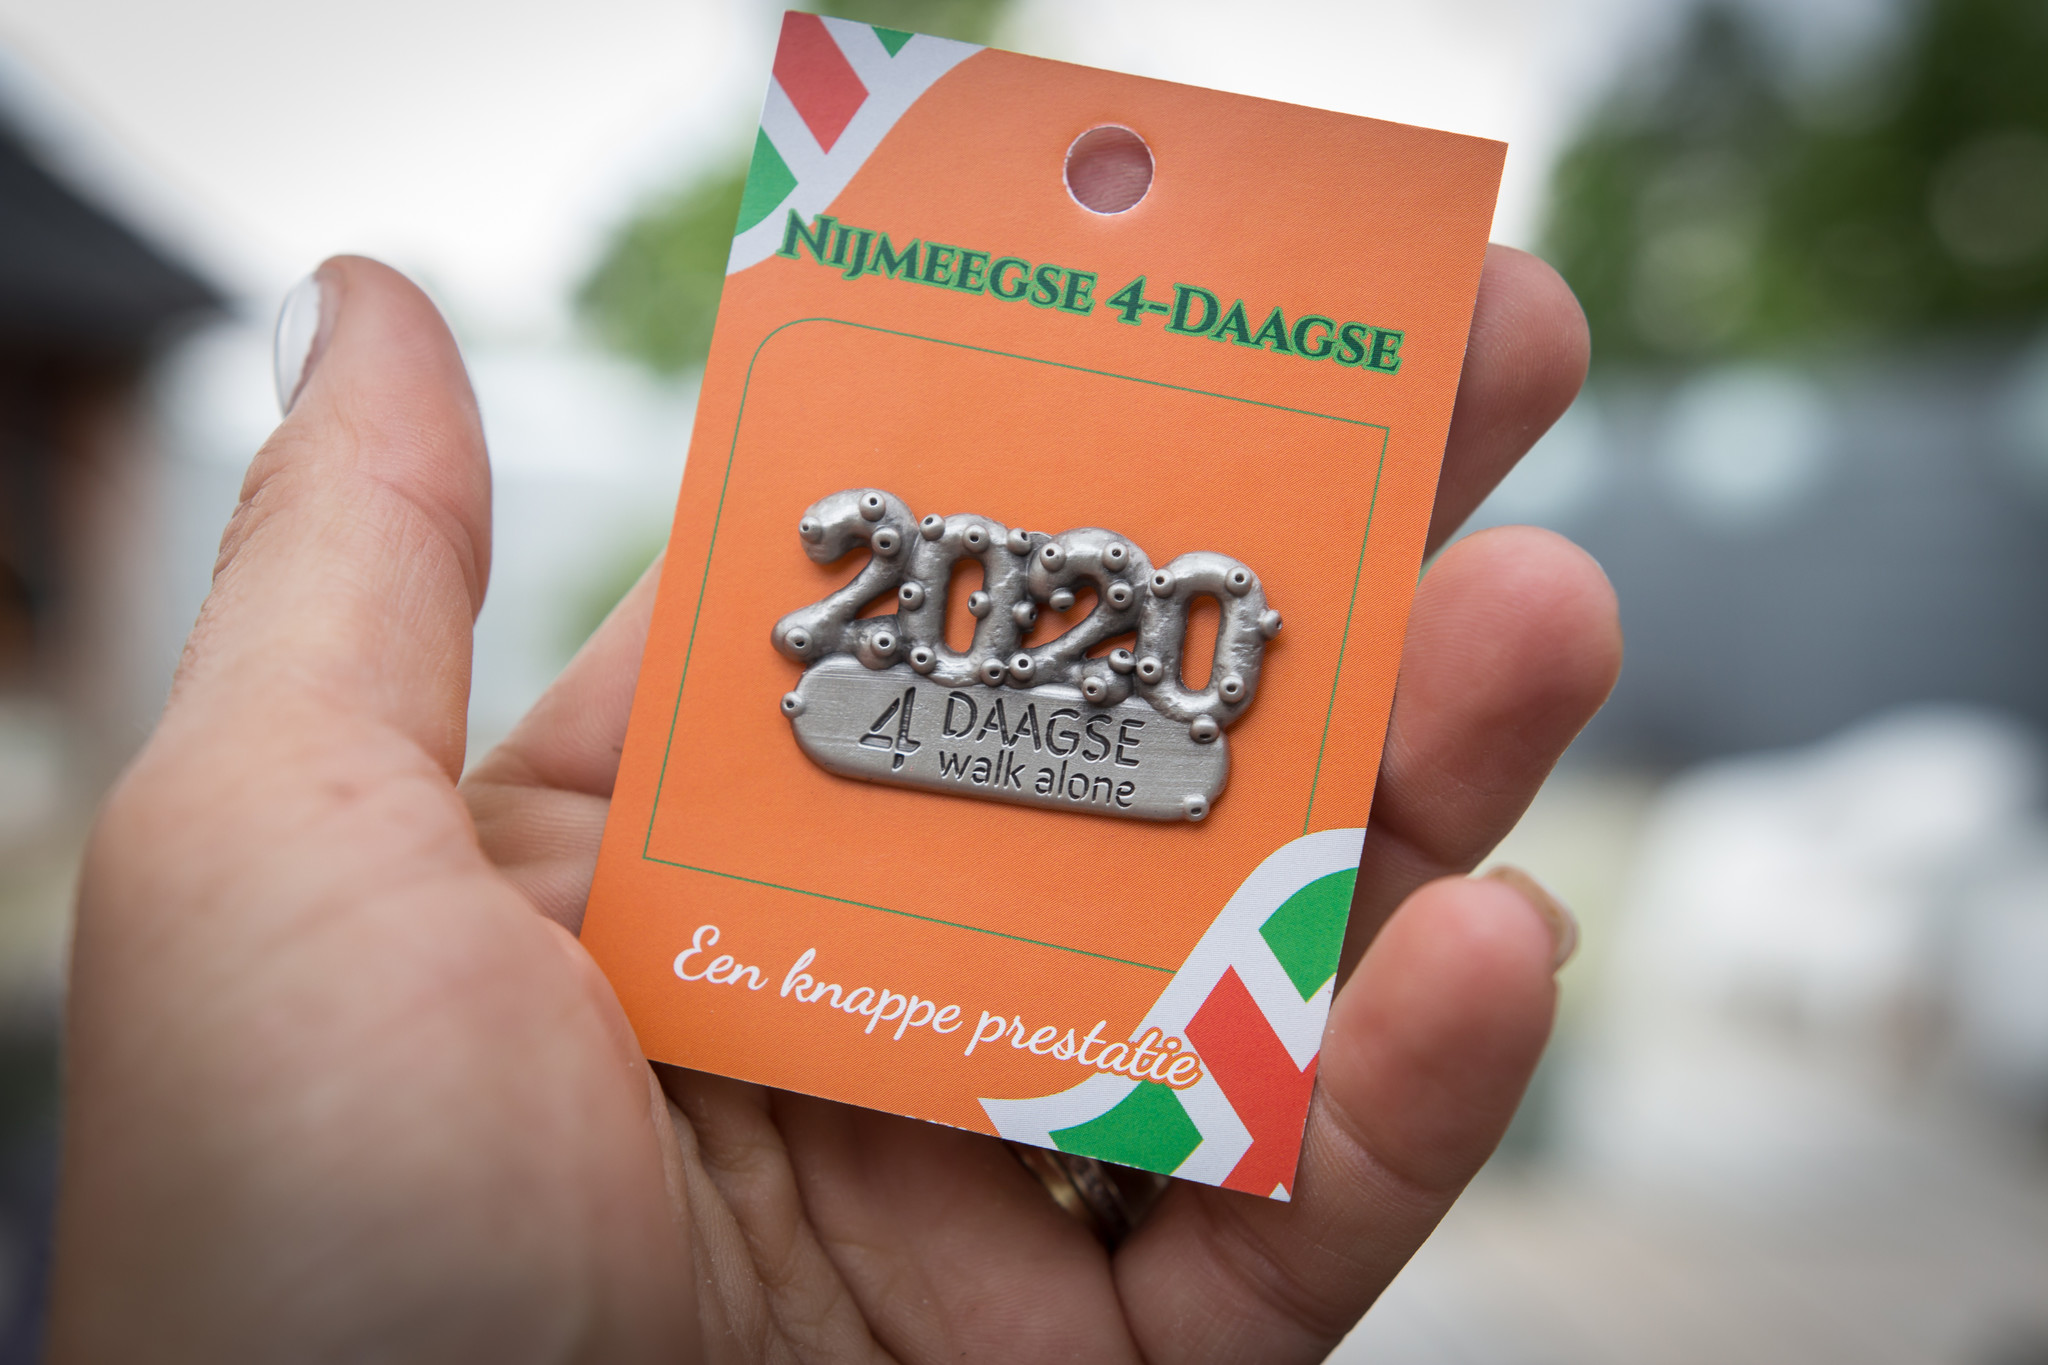 NIJMEEGSE 4-DAAGSE
2020
4 DAAGSE
walk alone
Een knappe prestatie